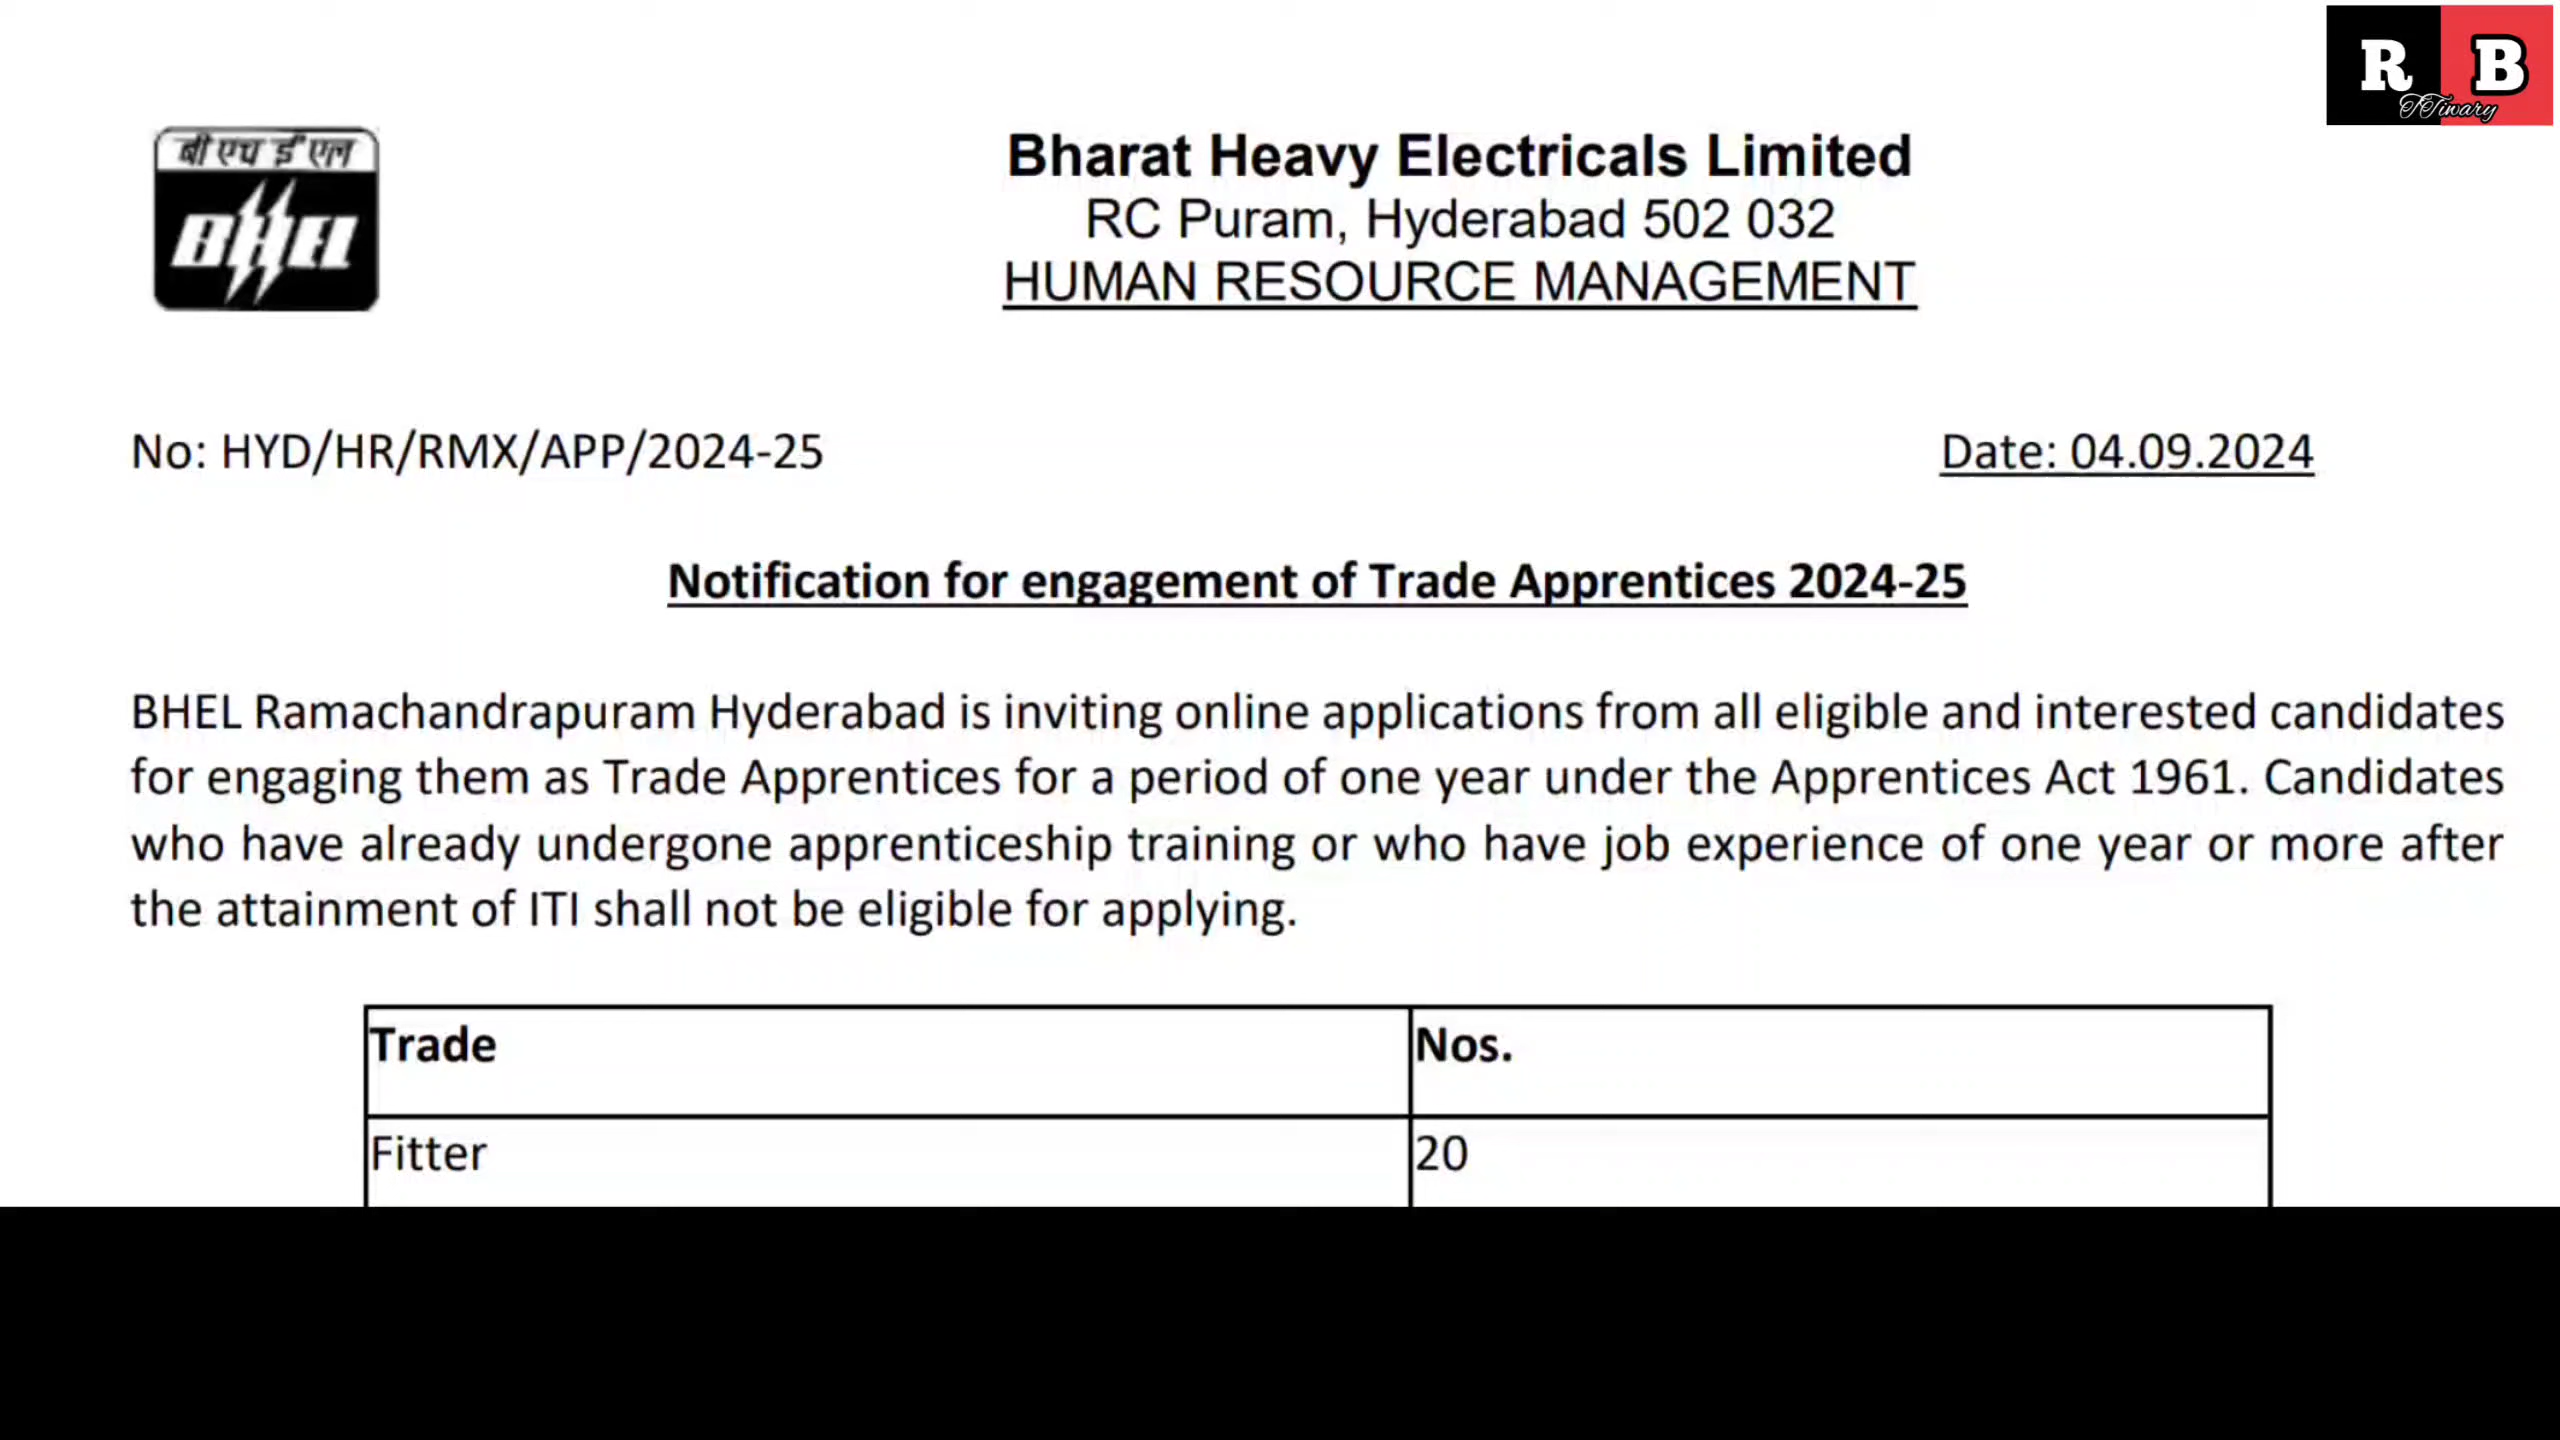 R B
TTiwary
बी एच ई एल
BHEL
Bharat Heavy Electricals Limited
RC Puram, Hyderabad 502 032
HUMAN RESOURCE MANAGEMENT
No: HYD/HR/RMX/APP/2024-25
Date: 04.09.2024
Notification for engagement of Trade Apprentices 2024-25
BHEL Ramachandrapuram Hyderabad is inviting online applications from all eligible and interested candidates
for engaging them as Trade Apprentices for a period of one year under the Apprentices Act 1961. Candidates
who have already undergone apprenticeship training or who have job experience of one year or more after
the attainment of ITI shall not be eligible for applying.
Trade Nos.
Fitter 20